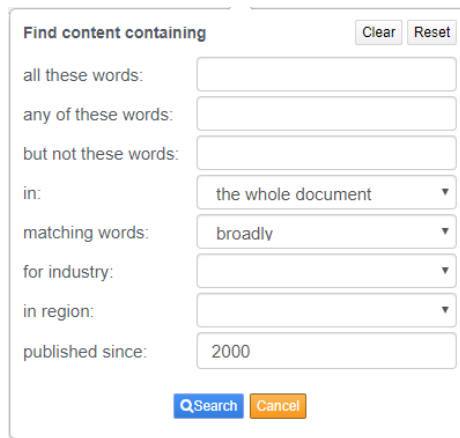 Find content containing Clear Reset
all these words:
any of these words:
but not these words:
in: the whole document
matching words: broadly
for industry:
in region:
published since: 2000
Search Cancel